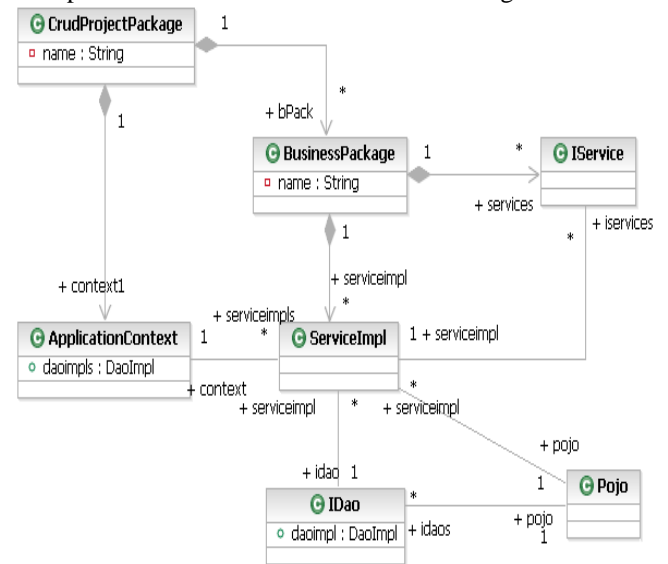 CrudProjectPackage
name : String
1
*
+ bPack
1
BusinessPackage
name : String
1
*
IService
+ services
+ iservices
*
1
+ serviceimpl
*
+ context1
ApplicationContext
daoimpls : DaoImpl
1
+ serviceimpls
*
ServiceImpl
1 + serviceimpl
+ context
+ serviceimpl
*
*
+ serviceimpl
+ pojo
1
+ idao 1
IDao
daoimpl : DaoImpl
*
+ idaos
+ pojo
1
Pojo